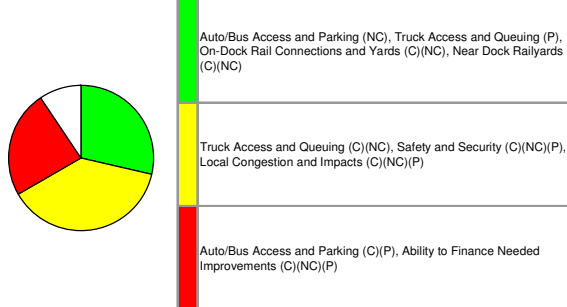 Auto/Bus Access and Parking (NC), Truck Access and Queuing (P),
On-Dock Rail Connections and Yards (C)(NC), Near Dock Railyards
(C)(NC)
Truck Access and Queuing (C)(NC), Safety and Security (C)(NC)(P),
Local Congestion and Impacts (C)(NC)(P)
Auto/Bus Access and Parking (C)(P), Ability to Finance Needed
Improvements (C)(NC)(P)